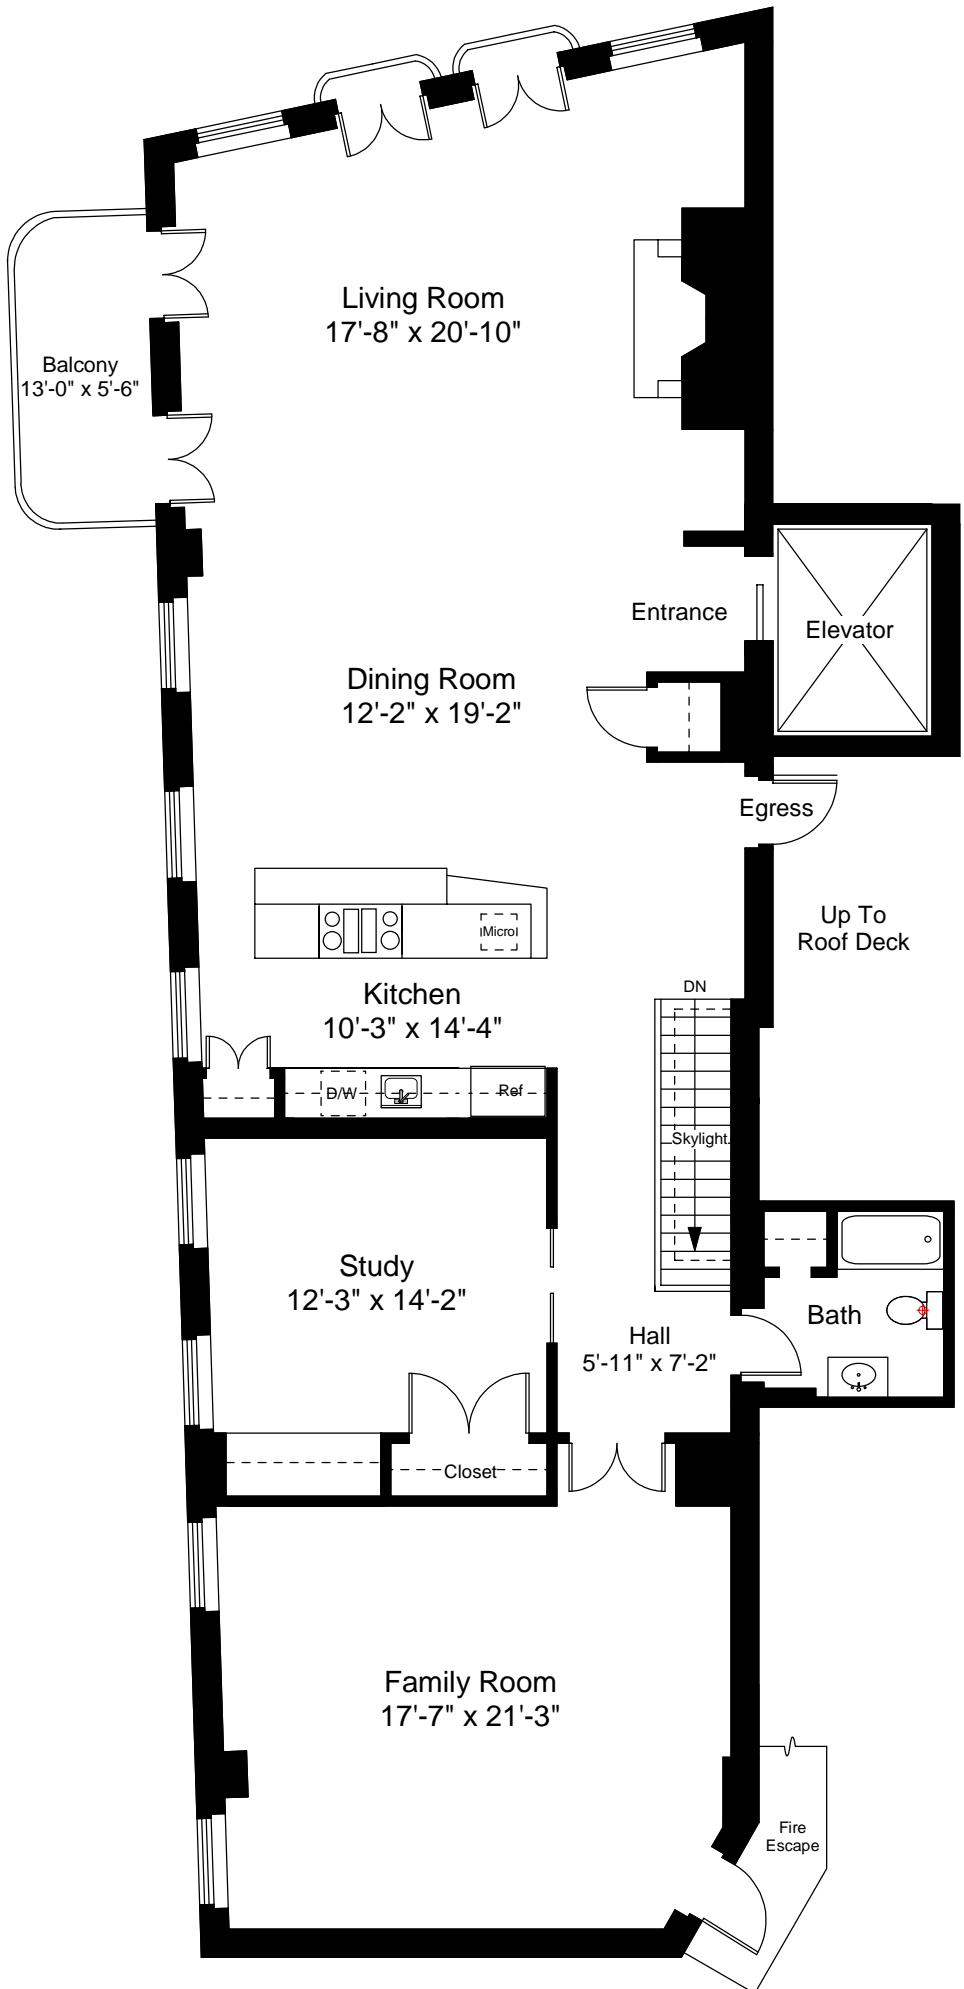 Living Room
17'-8" x 20'-10"
Balcony
13'-0" x 5'-6"
Entrance
Elevator
Dining Room
12'-2" x 19'-2"
Egress
Up To
Roof Deck
Micro
Kitchen
10'-3" x 14'-4"
DN
D/W
Ref
Skylight
Study
12'-3" x 14'-2"
Bath
Hall
5'-11" x 7'-2"
Closet
Family Room
17'-7" x 21'-3"
Fire
Escape